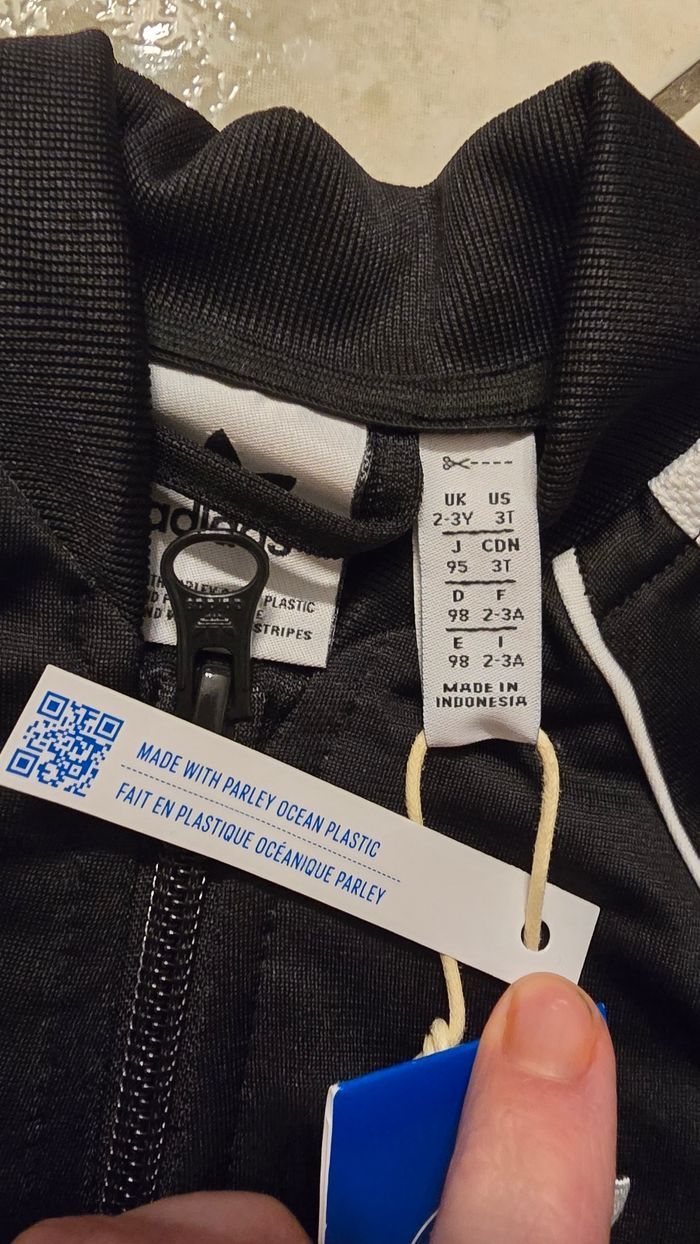 adidas
PARLEY
PLASTIC
STRIPES
UK US
2-3Y 3T
J CDN
95 3T
D F
98 2-3A
E I
98 2-3A
MADE IN
INDONESIA
MADE WITH PARLEY OCEAN PLASTIC
FAIT EN PLASTIQUE OCÉANIQUE PARLEY